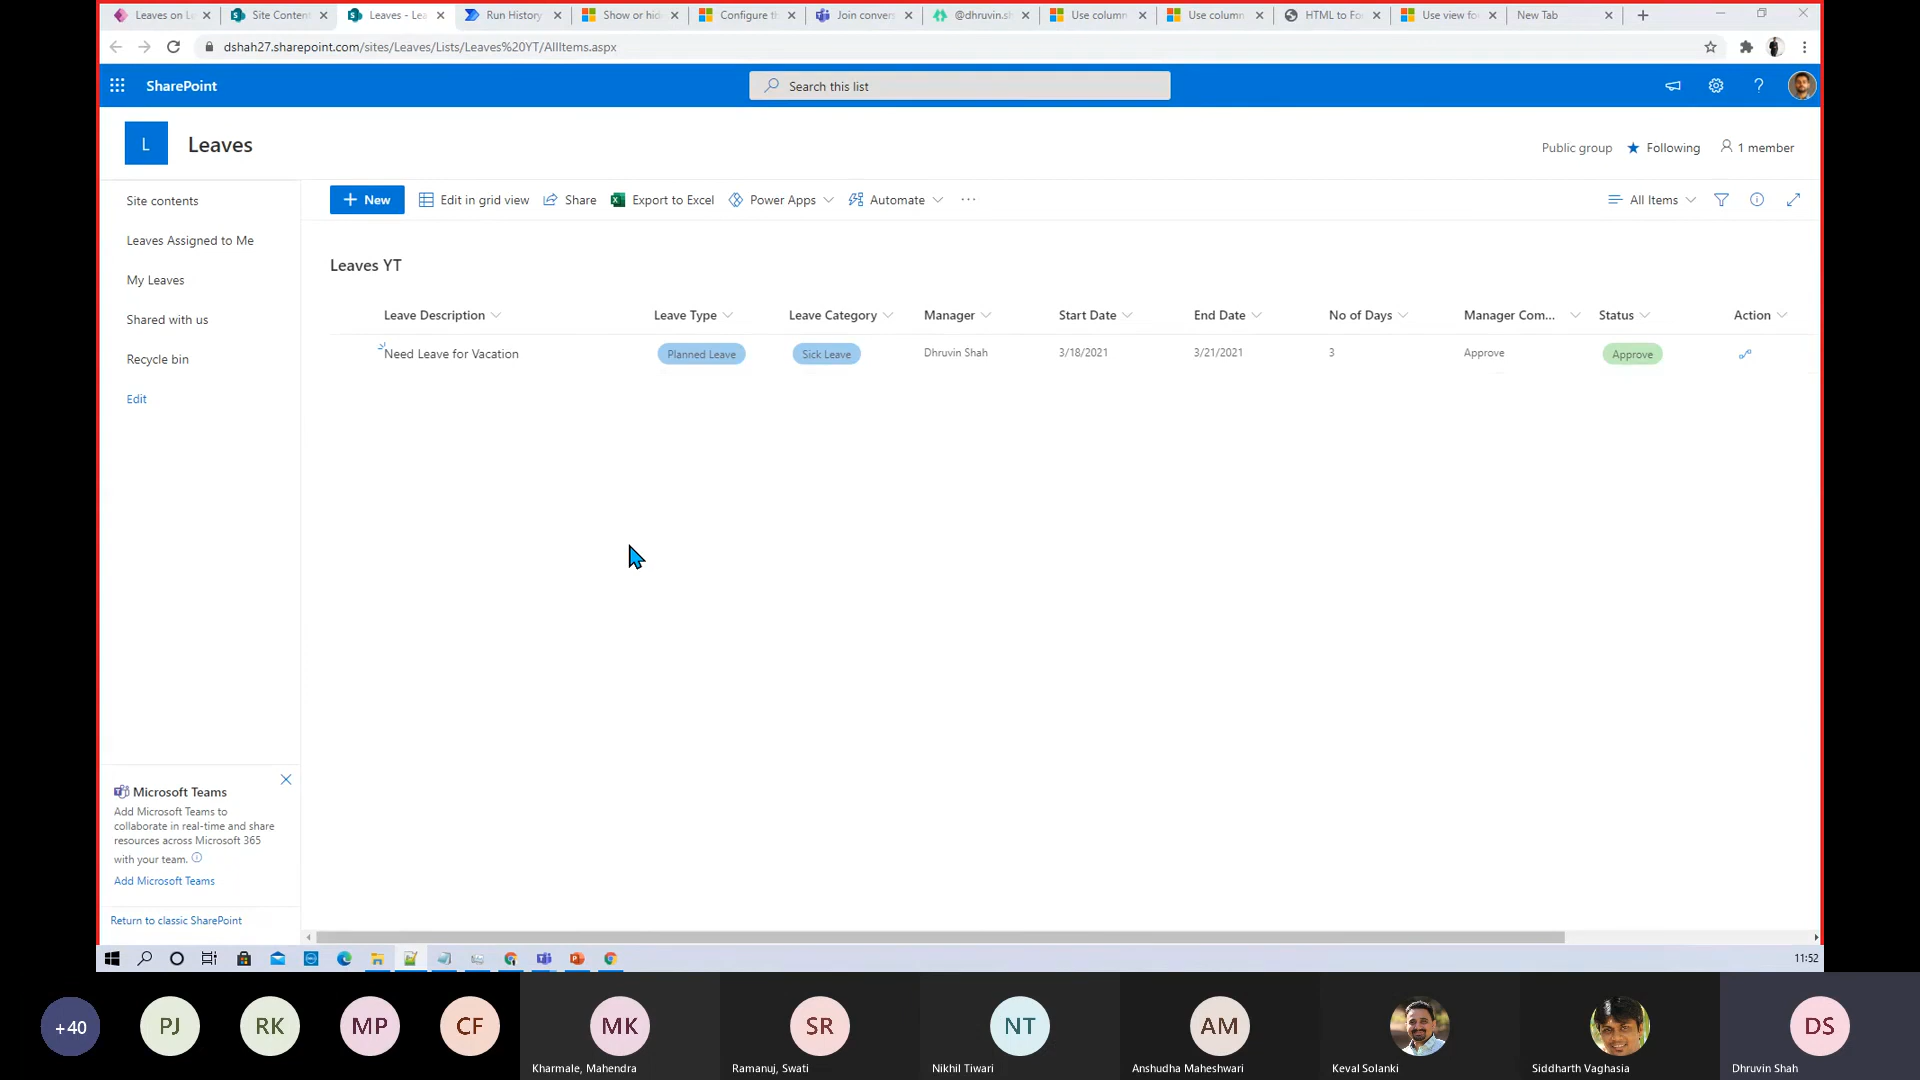 Leaves on L
Site Content
Leaves - Lea
Run History
Show or hid
Configure th
Join conver
@dhruvin.sh
Use column
Use column
HTML to Fo
Use view fo
New Tab
dshah27.sharepoint.com/sites/Leaves/Lists/Leaves%20YT/AllItems.aspx
SharePoint
Search this list
?
L
Leaves
Public group
Following
1 member
Site contents
Leaves Assigned to Me
My Leaves
Shared with us
Recycle bin
Edit
New
Edit in grid view
Share
Export to Excel
Power Apps
Automate
All Items
Leaves YT
Leave Description
Leave Type
Leave Category
Manager
Start Date
End Date
No of Days
Manager Com...
Status
Action
Need Leave for Vacation
Planned Leave
Sick Leave
Dhruvin Shah
3/18/2021
3/21/2021
3
Approve
Approve
Microsoft Teams
Add Microsoft Teams to
collaborate in real-time and share
resources across Microsoft 365
with your team.
Add Microsoft Teams
Return to classic SharePoint
11:52
+40
PJ
RK
MP
CF
MK
SR
NT
AM
DS
Kharmale, Mahendra
Ramanuj, Swati
Nikhil Tiwari
Anshudha Maheshwari
Keval Solanki
Siddharth Vaghasia
Dhruvin Shah